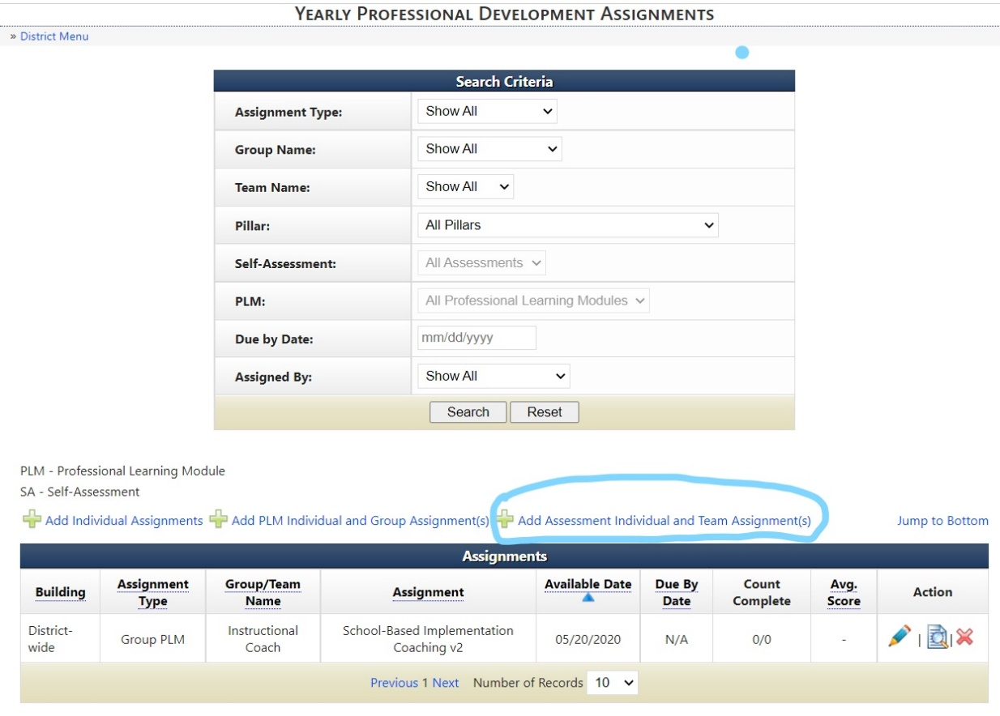 YEARLY PROFESSIONAL DEVELOPMENT ASSIGNMENTS
» District Menu
Search Criteria
Assignment Type: Show All
Group Name: Show All
Team Name: Show All
Pillar: All Pillars
Self-Assessment: All Assessments
PLM: All Professional Learning Modules
Due by Date: mm/dd/yyyy
Assigned By: Show All
Search Reset
PLM - Professional Learning Module
SA - Self-Assessment
Add Individual Assignments Add PLM Individual and Group Assignment(s) Add Assessment Individual and Team Assignment(s) Jump to Bottom
Assignments
Building Assignment Type Group/Team Name Assignment Available Date Due By Date Count Complete Avg. Score Action
District-wide Group PLM Instructional Coach School-Based Implementation Coaching v2 05/20/2020 N/A 0/0 - | |
Previous 1 Next Number of Records 10